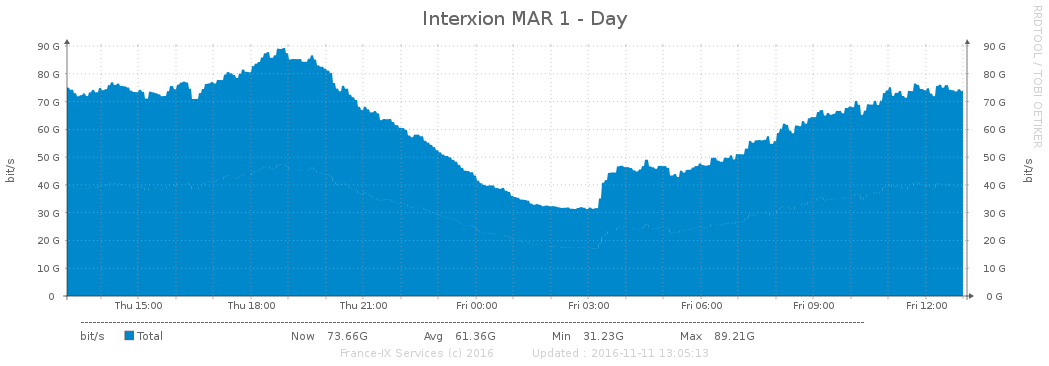 Interxion MAR 1 - Day
RRDTOOL / TOBI OETIKER
90 G 90 G
80 G 80 G
70 G 70 G
60 G 60 G
50 G 50 G
40 G 40 G
30 G 30 G
20 G 20 G
10 G 10 G
0 0 G
bit/s bit/s
Thu 15:00 Thu 18:00 Thu 21:00 Fri 00:00 Fri 03:00 Fri 06:00 Fri 09:00 Fri 12:00
bit/s Total Now 73.66G Avg 61.36G Min 31.23G Max 89.21G
France-IX Services (c) 2016 Updated : 2016-11-11 13:05:13